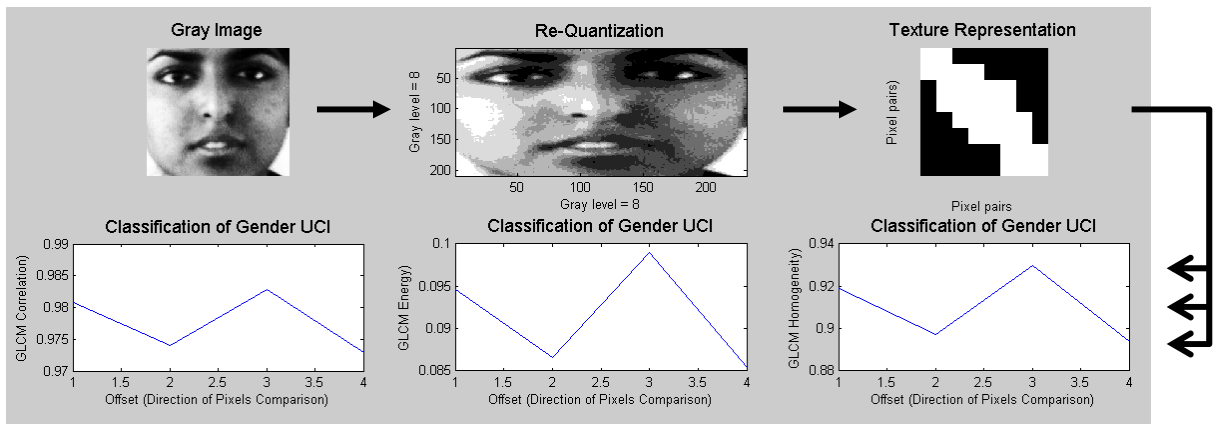 Gray Image
Re-Quantization
Texture Representation
Gray level = 8
50
100
150
200
50
100
150
200
Gray level = 8
Pixel pairs)
Pixel pairs
Classification of Gender UCI
GLCM Correlation)
0.99
0.985
0.98
0.975
0.97
1
1.5
2
2.5
3
3.5
4
Offset (Direction of Pixels Comparison)
Classification of Gender UCI
GLCM Energy)
0.1
0.095
0.09
0.085
1
1.5
2
2.5
3
3.5
4
Offset (Direction of Pixels Comparison)
Classification of Gender UCI
GLCM Homogeneity)
0.94
0.92
0.9
0.88
1
1.5
2
2.5
3
3.5
4
Offset (Direction of Pixels Comparison)